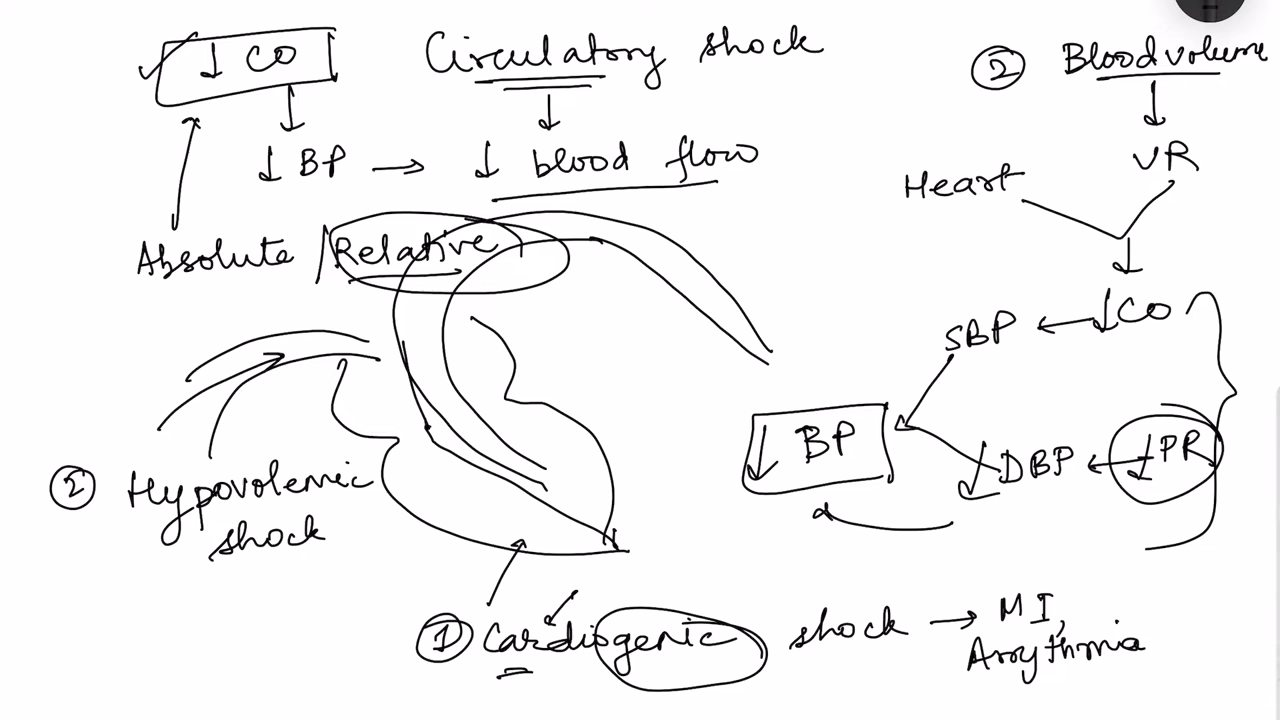 ↓ CO
Circulatory shock
↓ BP → ↓ blood flow
Absolute / Relative
② Hypovolemic
shock
① Cardiogenic shock → MI,
Arrythmia
② Blood volume
VR
Heart
SBP ← ↓ CO
↓ BP
↓ DBP ← ↓ PR